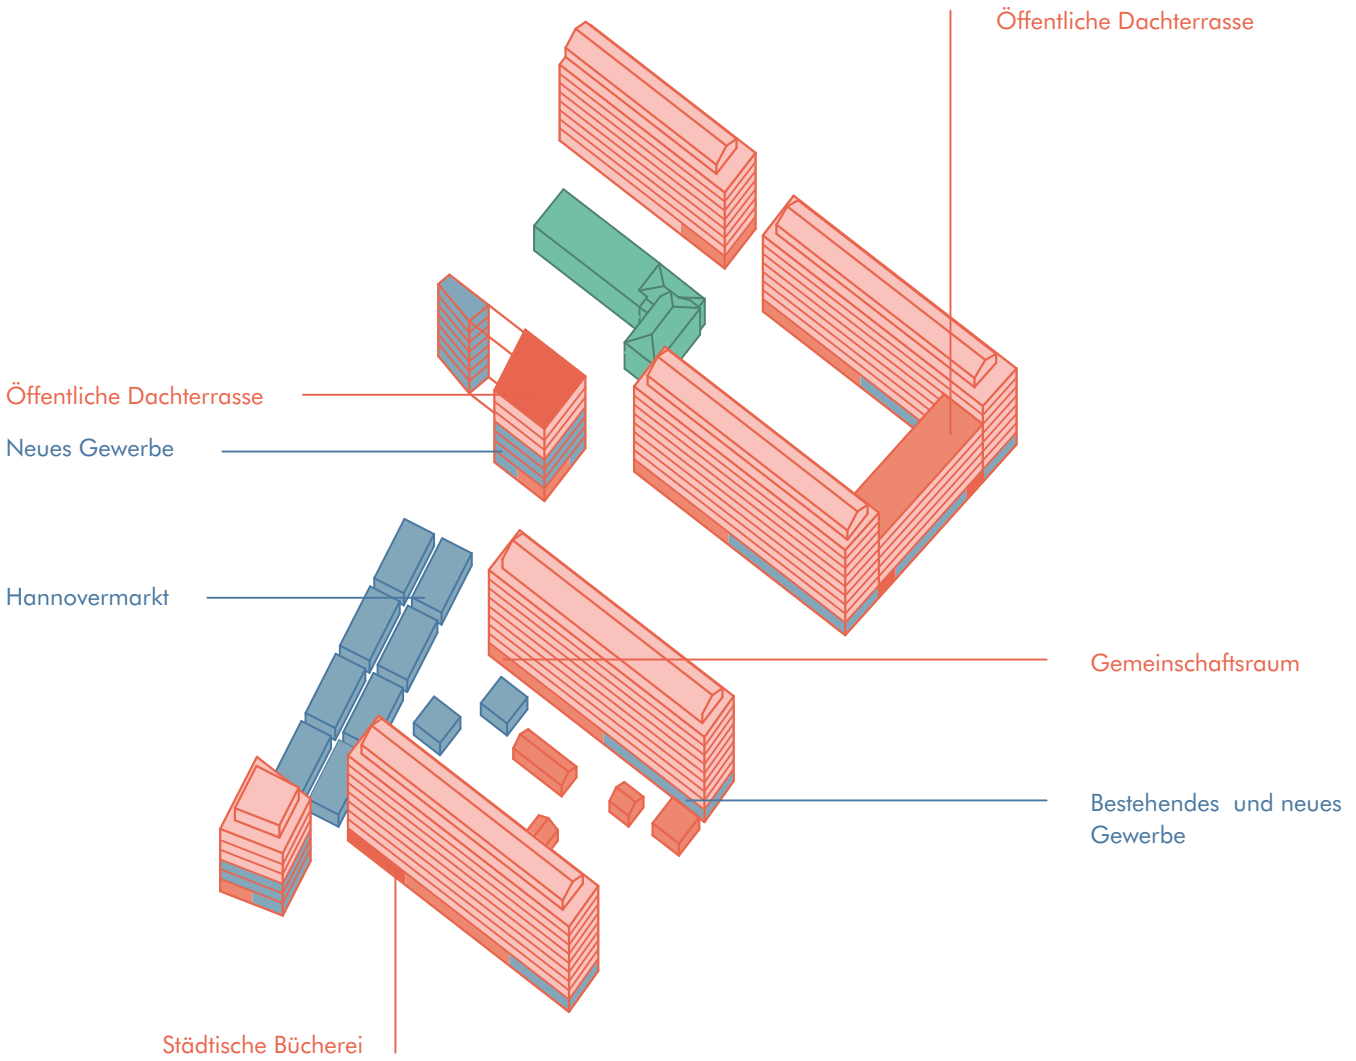 Öffentliche Dachterrasse
Öffentliche Dachterrasse
Neues Gewerbe
Hannovermarkt
Gemeinschaftsraum
Bestehendes und neues
Gewerbe
Städtische Bücherei